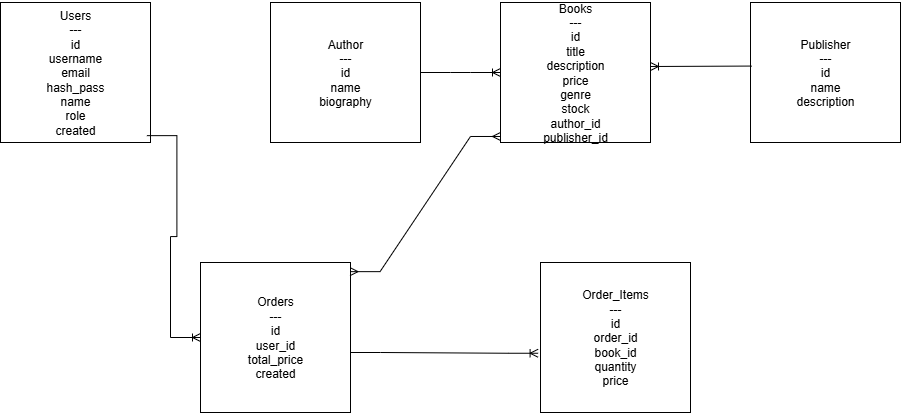 Users
---
id
username
email
hash_pass
name
role
created
Author
---
id
name
biography
Books
---
id
title
description
price
genre
stock
author_id
publisher_id
Publisher
---
id
name
description
Orders
---
id
user_id
total_price
created
Order_Items
---
id
order_id
book_id
quantity
price